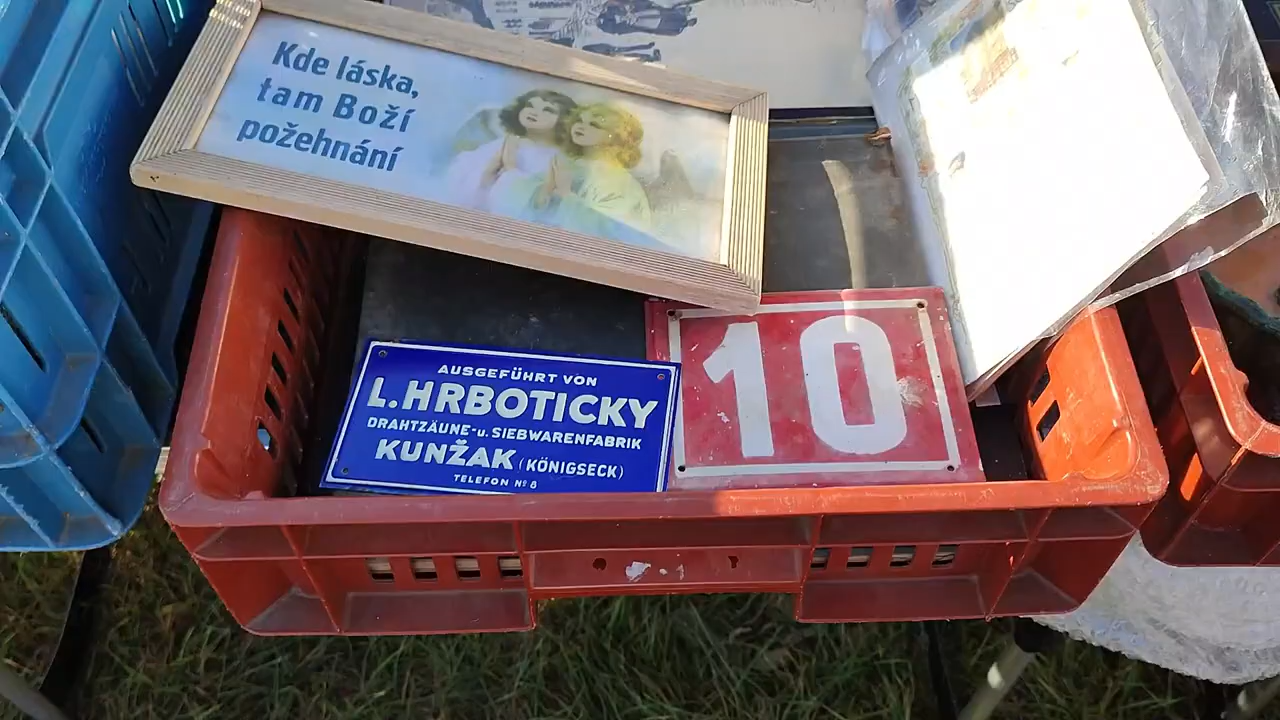 Kde láska,
tam Boží
požehnání
AUSGEFÜHRT VON
L. HRBOTICKY
DRAHTZÄUNE- u. SIEBWARENFABRIK
KUNŽAK (KÖNIGSECK)
TELEFON Nº 8
10